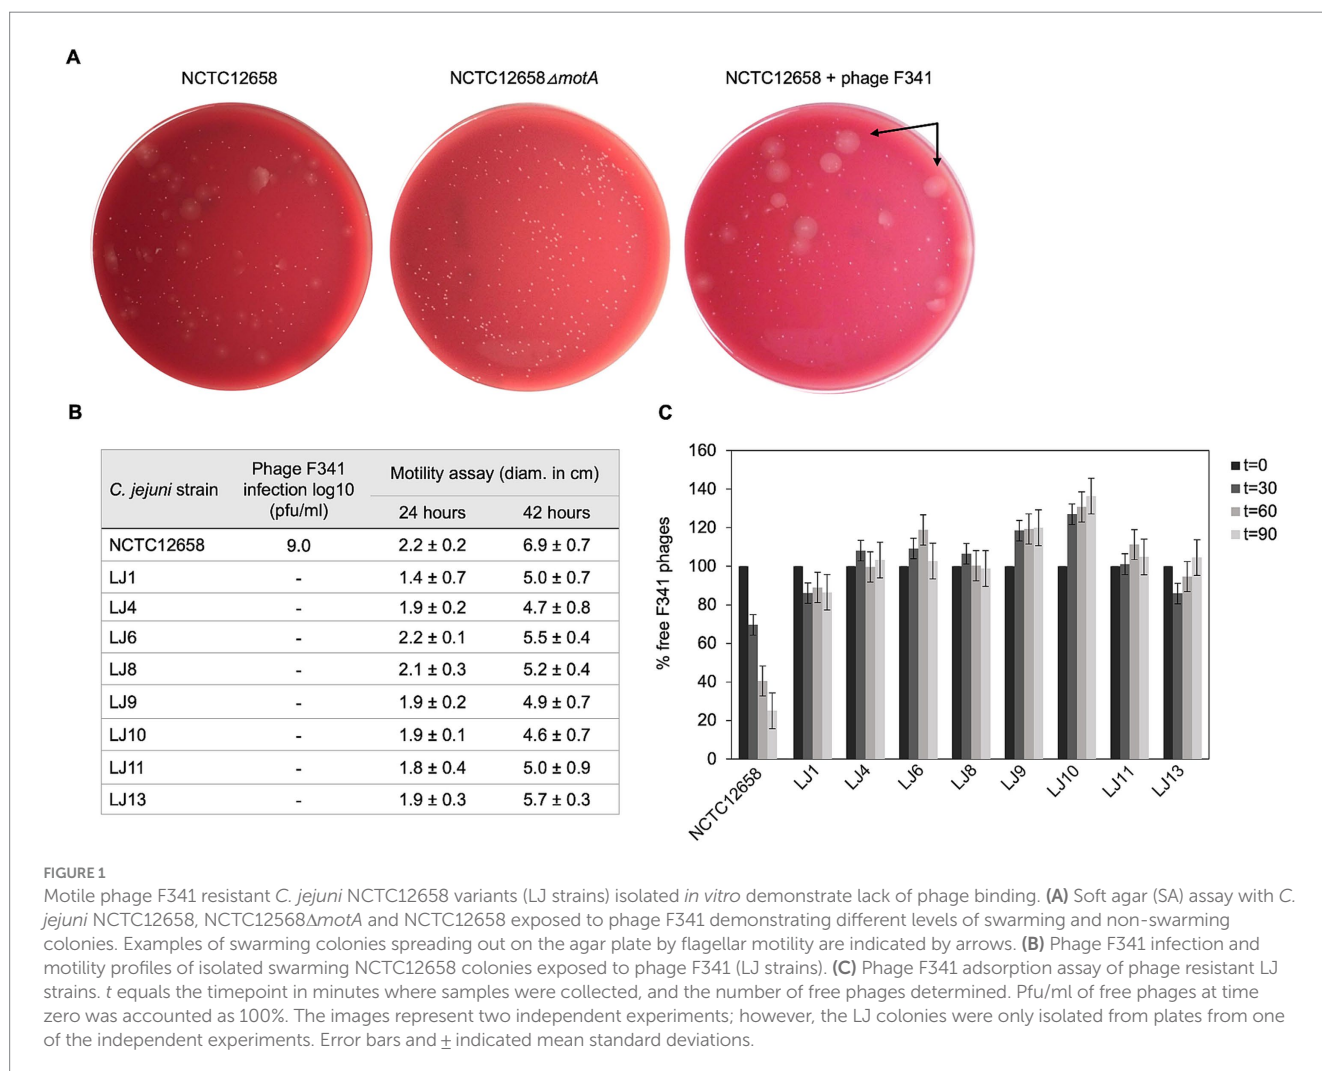 A
NCTC12658
NCTC12658ΔmotA
NCTC12658 + phage F341
B
C. jejuni strain
Phage F341
infection log10
(pfu/ml)
Motility assay (diam. in cm)
24 hours
42 hours
NCTC12658 9.0 2.2 ± 0.2 6.9 ± 0.7
LJ1 - 1.4 ± 0.7 5.0 ± 0.7
LJ4 - 1.9 ± 0.2 4.7 ± 0.8
LJ6 - 2.2 ± 0.1 5.5 ± 0.4
LJ8 - 2.1 ± 0.3 5.2 ± 0.4
LJ9 - 1.9 ± 0.2 4.9 ± 0.7
LJ10 - 1.9 ± 0.1 4.6 ± 0.7
LJ11 - 1.8 ± 0.4 5.0 ± 0.9
LJ13 - 1.9 ± 0.3 5.7 ± 0.3
C
% free F341 phages
160
140
120
100
80
60
40
20
0
NCTC12658
LJ1
LJ4
LJ6
LJ8
LJ9
LJ10
LJ11
LJ13
t=0
t=30
t=60
t=90
FIGURE 1
Motile phage F341 resistant C. jejuni NCTC12658 variants (LJ strains) isolated in vitro demonstrate lack of phage binding. (A) Soft agar (SA) assay with C.
jejuni NCTC12658, NCTC12568ΔmotA and NCTC12658 exposed to phage F341 demonstrating different levels of swarming and non-swarming
colonies. Examples of swarming colonies spreading out on the agar plate by flagellar motility are indicated by arrows. (B) Phage F341 infection and
motility profiles of isolated swarming NCTC12658 colonies exposed to phage F341 (LJ strains). (C) Phage F341 adsorption assay of phage resistant LJ
strains. t equals the timepoint in minutes where samples were collected, and the number of free phages determined. Pfu/ml of free phages at time
zero was accounted as 100%. The images represent two independent experiments; however, the LJ colonies were only isolated from plates from one
of the independent experiments. Error bars and ± indicated mean standard deviations.